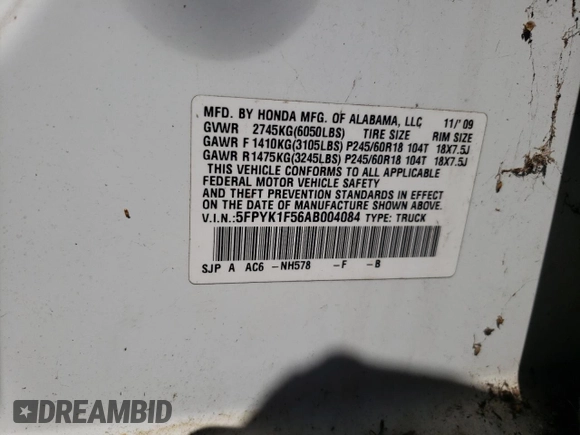 MFD. BY HONDA MFG. OF ALABAMA, LLC 11/'09
GVWR 2745KG(6050LBS) TIRE SIZE RIM SIZE
GAWR F 1410KG(3105LBS) P245/60R18 104T 18X7.5J
GAWR R 1475KG(3245LBS) P245/60R18 104T 18X7.5J
THIS VEHICLE CONFORMS TO ALL APPLICABLE
FEDERAL MOTOR VEHICLE SAFETY
AND THEFT PREVENTION STANDARDS IN EFFECT
ON THE DATE OF MANUFACTURE SHOWN ABOVE.
V.I.N.:5FPYK1F56AB004084 TYPE: TRUCK
SJP A AC6 -NH578 -F -B
DREAMBID